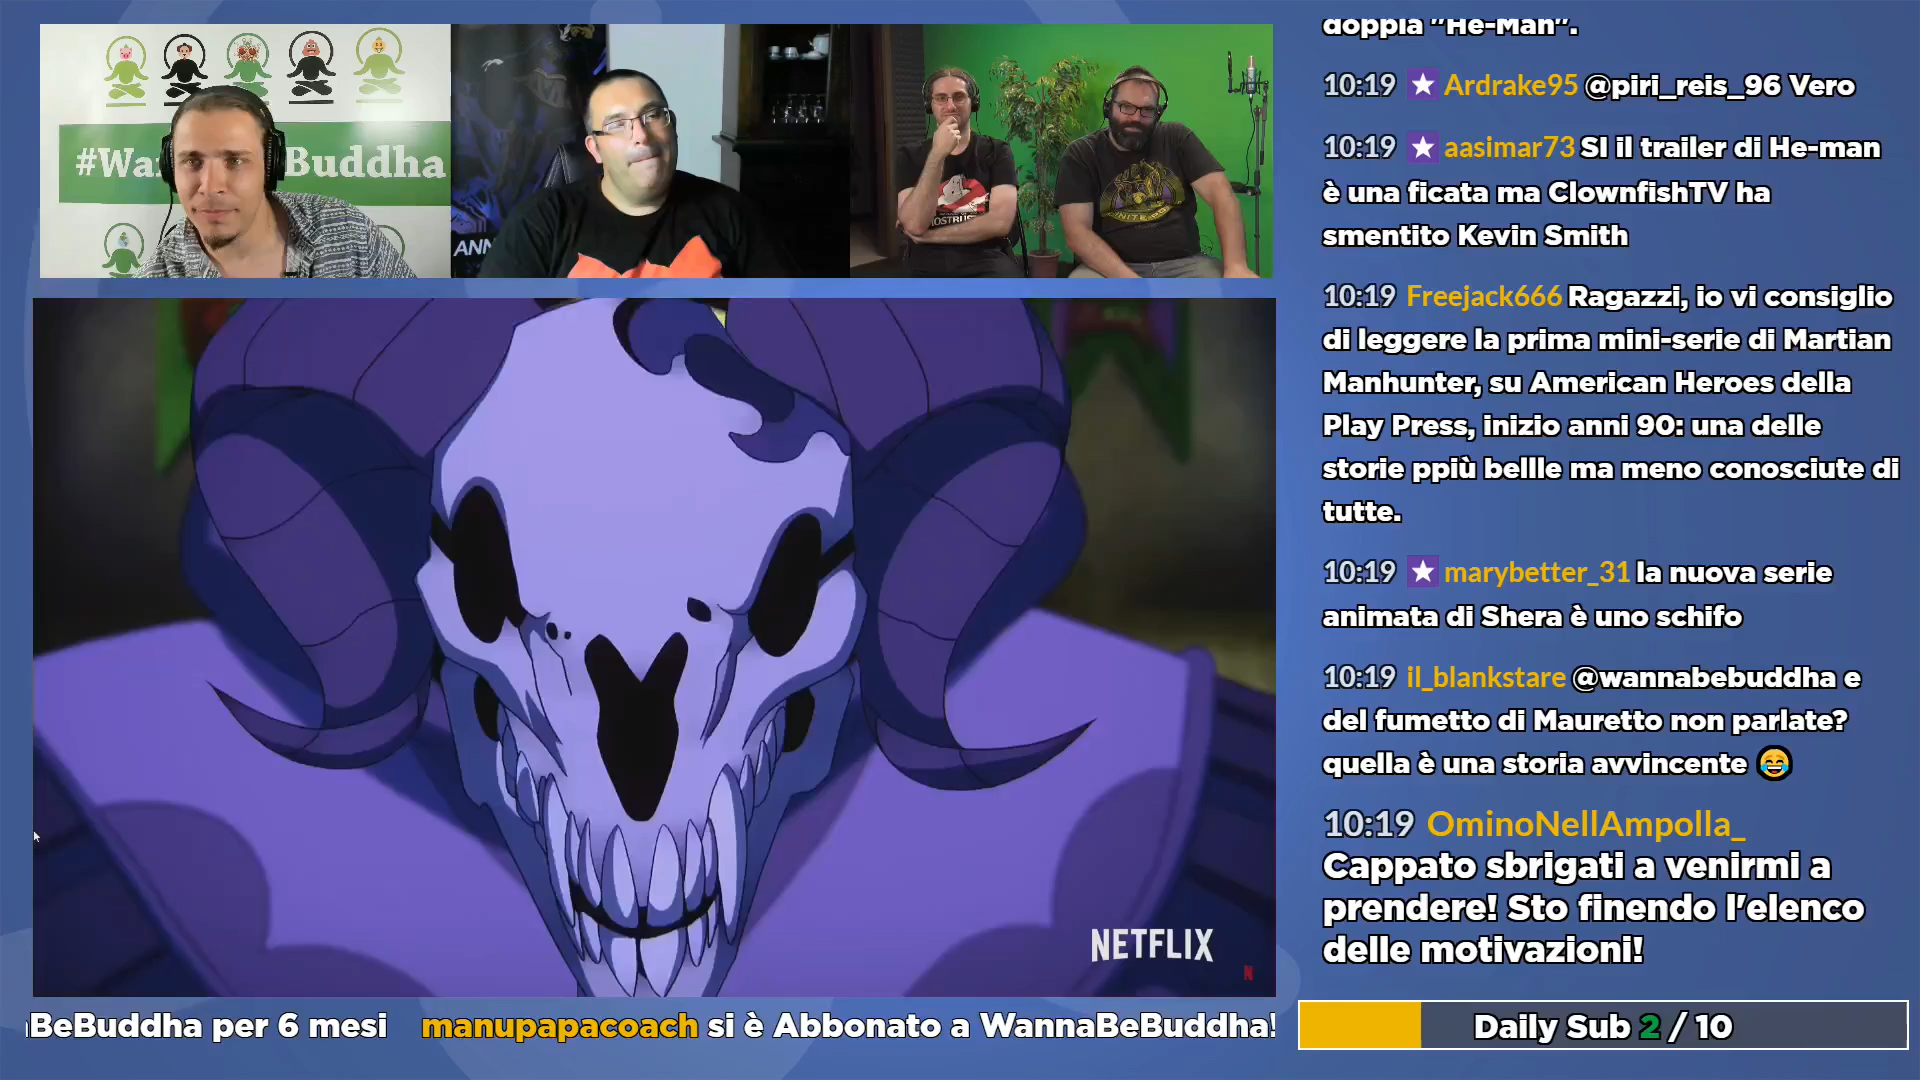 #Wa
Buddha
ANN
doppia "He-Man".
10:19 Ardrake95 @piri_reis_96 Vero
10:19 aasimar73 SI il trailer di He-man
è una ficata ma ClownfishTV ha
smentito Kevin Smith
10:19 Freejack666 Ragazzi, io vi consiglio
di leggere la prima mini-serie di Martian
Manhunter, su American Heroes della
Play Press, inizio anni 90: una delle
storie ppiù bellle ma meno conosciute di
tutte.
10:19 marybetter_31 la nuova serie
animata di Shera è uno schifo
10:19 il_blankstare @wannabebuddha e
del fumetto di Mauretto non parlate?
quella è una storia avvincente 😂
10:19 OminoNellAmpolla_
Cappato sbrigati a venirmi a
prendere! Sto finendo l'elenco
delle motivazioni!
NETFLIX
N
BeBuddha per 6 mesi manupapacoach si è Abbonato a WannaBeBuddha!
Daily Sub 2 / 10